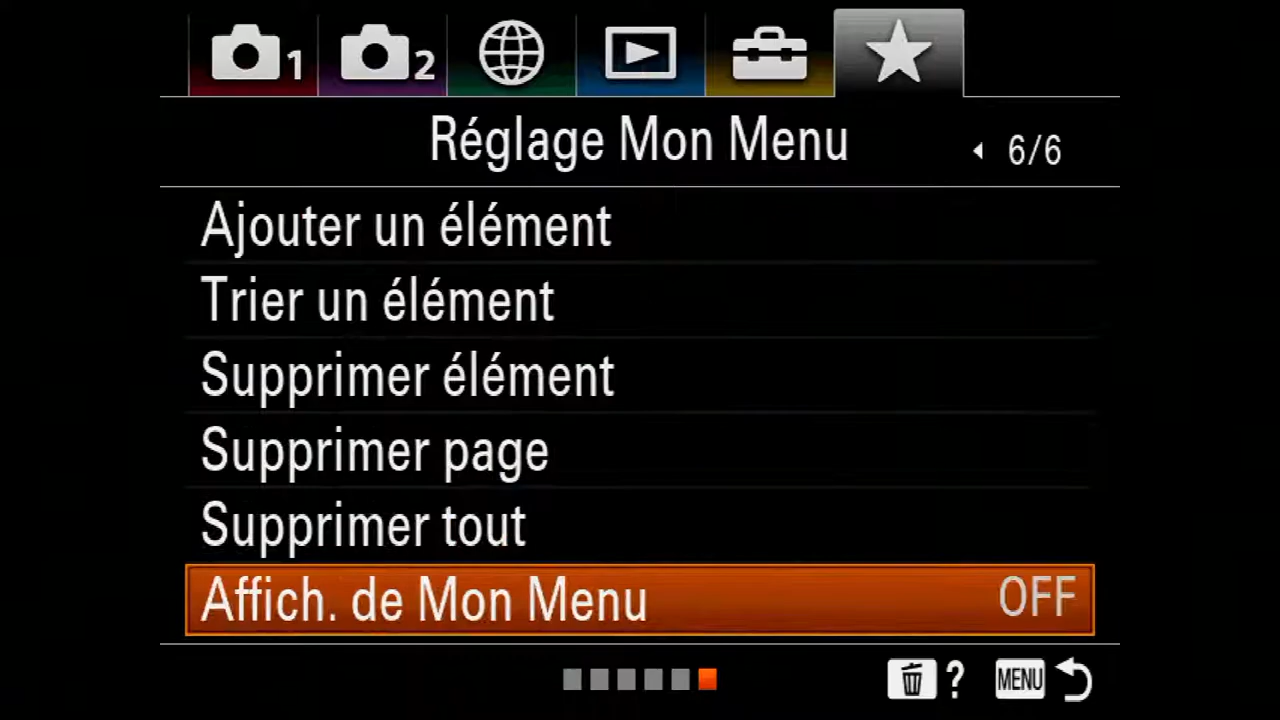 1 2
Réglage Mon Menu 6/6
Ajouter un élément
Trier un élément
Supprimer élément
Supprimer page
Supprimer tout
Affich. de Mon Menu OFF
? MENU